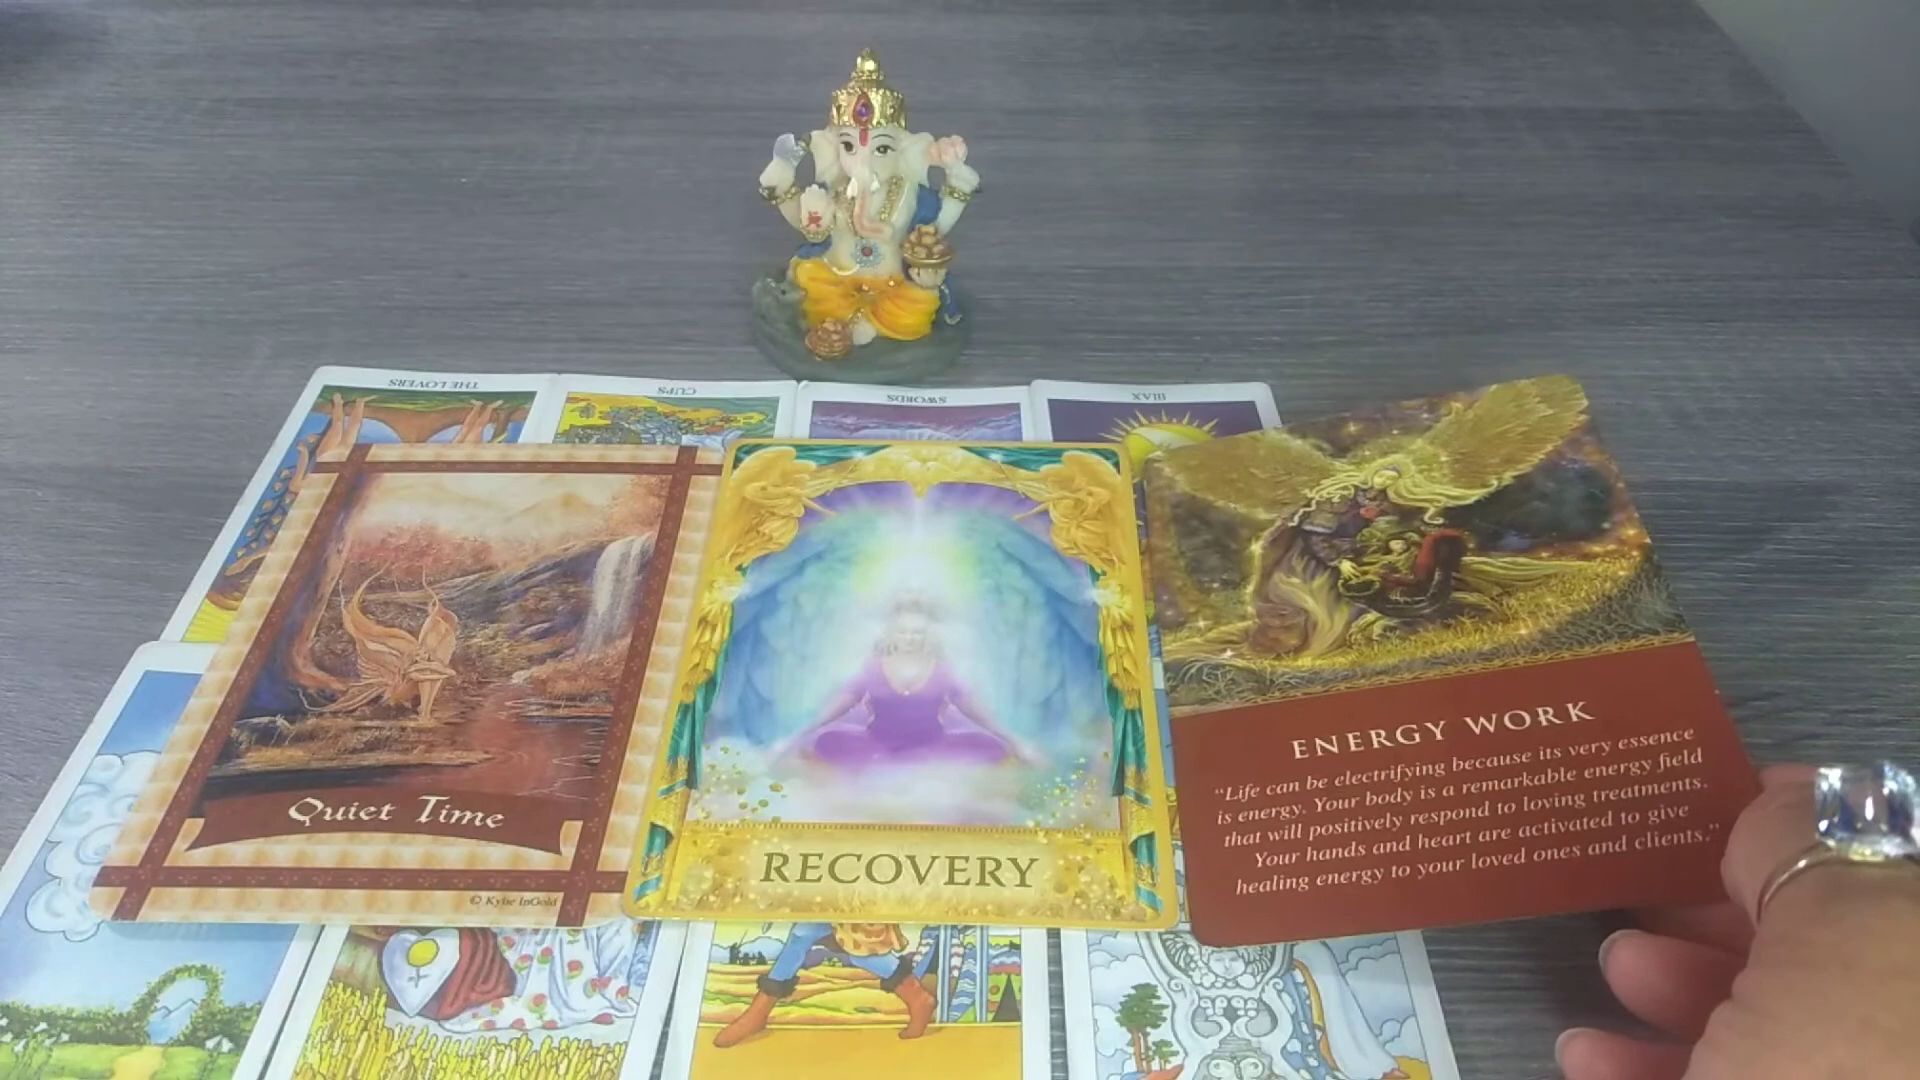 THE LOVERS
CUPS
SWORDS
XVIII
Quiet Time
© Kylie InGold
RECOVERY
ENERGY WORK
“Life can be electrifying because its very essence
is energy. Your body is a remarkable energy field
that will positively respond to loving treatments.
Your hands and heart are activated to give
healing energy to your loved ones and clients.”